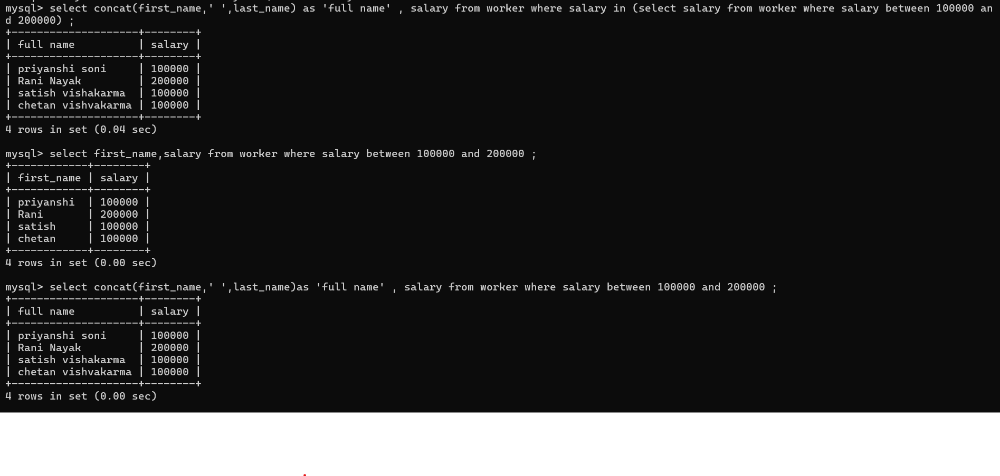 mysql> select concat(first_name,' ',last_name) as 'full name' , salary from worker where salary in (select salary from worker where salary between 100000 an
d 200000) ;
+--------------------+--------+
| full name          | salary |
+--------------------+--------+
| priyanshi soni     | 100000 |
| Rani Nayak         | 200000 |
| satish vishakarma  | 100000 |
| chetan vishvakarma | 100000 |
+--------------------+--------+
4 rows in set (0.04 sec)
mysql> select first_name,salary from worker where salary between 100000 and 200000 ;
+------------+--------+
| first_name | salary |
+------------+--------+
| priyanshi  | 100000 |
| Rani       | 200000 |
| satish     | 100000 |
| chetan     | 100000 |
+------------+--------+
4 rows in set (0.00 sec)
mysql> select concat(first_name,' ',last_name)as 'full name' , salary from worker where salary between 100000 and 200000 ;
+--------------------+--------+
| full name          | salary |
+--------------------+--------+
| priyanshi soni     | 100000 |
| Rani Nayak         | 200000 |
| satish vishakarma  | 100000 |
| chetan vishvakarma | 100000 |
+--------------------+--------+
4 rows in set (0.00 sec)